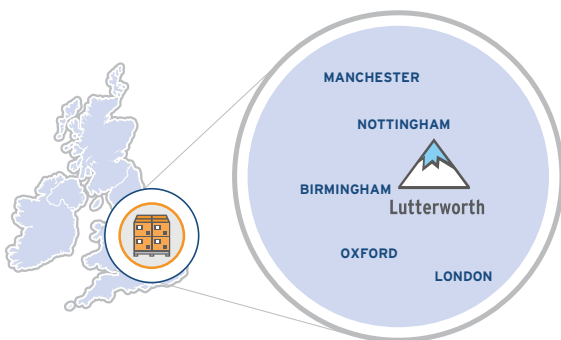 MANCHESTER
NOTTINGHAM
BIRMINGHAM
Lutterworth
OXFORD
LONDON